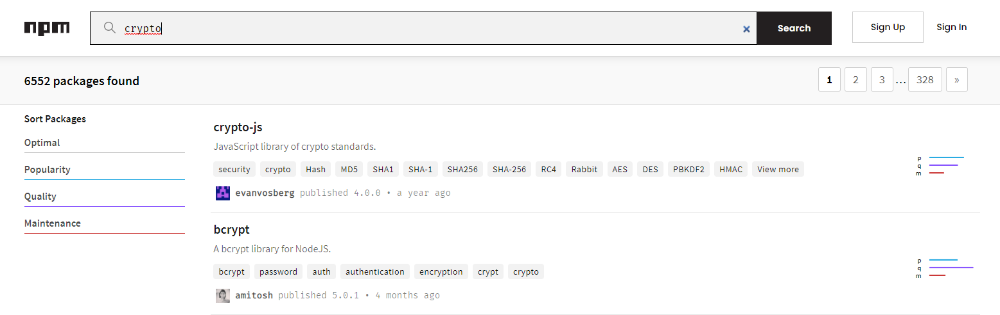 npm crypto × Search Sign Up Sign In
6552 packages found 1 2 3 ... 328 »
Sort Packages
Optimal
Popularity
Quality
Maintenance
crypto-js
JavaScript library of crypto standards.
security crypto Hash MD5 SHA1 SHA-1 SHA256 SHA-256 RC4 Rabbit AES DES PBKDF2 HMAC View more
evanvosberg published 4.0.0 • a year ago
p
q
m
bcrypt
A bcrypt library for NodeJS.
bcrypt password auth authentication encryption crypt crypto
amitosh published 5.0.1 • 4 months ago
p
q
m